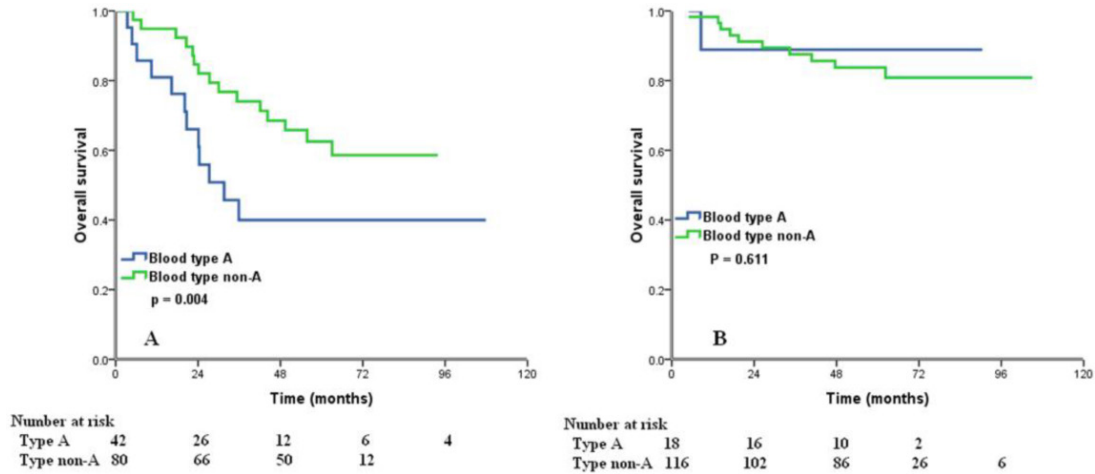 1.0
0.8
0.6
0.4
0.2
0.0
Overall survival
Blood type A
Blood type non-A
p = 0.004
A
0 24 48 72 96 120
Time (months)
Number at risk
Type A 42 26 12 6 4
Type non-A 80 66 50 12
1.0
0.8
0.6
0.4
0.2
0.0
Overall survival
Blood type A
Blood type non-A
P = 0.611
B
0 24 48 72 96 120
Time (months)
Number at risk
Type A 18 16 10 2
Type non-A 116 102 86 26 6